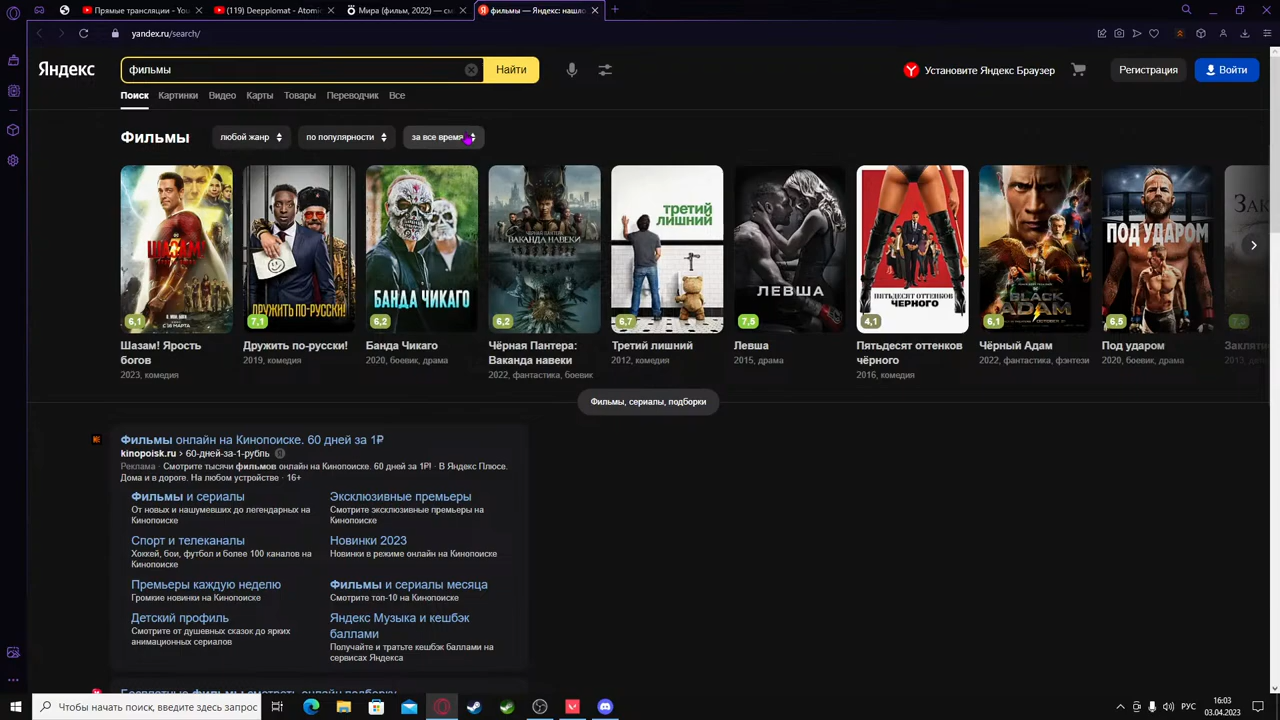 Прямые трансляции - You
(119) Deepplomat - Atomic
Мира (фильм, 2022) — см
фильмы — Яндекс: нашло
yandex.ru/search/
Яндекс
фильмы
Найти
Установите Яндекс Браузер
Регистрация
Войти
Поиск
Картинки
Видео
Карты
Товары
Переводчик
Все
Фильмы
любой жанр
по популярности
за все время
ШАЗАМ!
ДРУЖИТЬ ПО-РУССКИ!
БАНДА ЧИКАГО
ЧЁРНАЯ ПАНТЕРА:
ВАКАНДА НАВЕКИ
третий
лишний
ЛЕВША
ПЯТЬДЕСЯТ ОТТЕНКОВ
ЧЕРНОГО
BLACK
ADAM
ПОД УДАРОМ
6,1
7,1
6,2
6,2
6,7
7,5
4,1
6,1
6,5
Шазам! Ярость
богов
2023, комедия
Дружить по-русски!
2019, комедия
Банда Чикаго
2020, боевик, драма
Чёрная Пантера:
Ваканда навеки
2022, фантастика, боевик
Третий лишний
2012, комедия
Левша
2015, драма
Пятьдесят оттенков
чёрного
2016, комедия
Чёрный Адам
2022, фантастика, фэнтези
Под ударом
2020, боевик, драма
Закляти
Фильмы, сериалы, подборки
Фильмы онлайн на Кинопоиске. 60 дней за 1₽
kinopoisk.ru › 60-дней-за-1-рубль
Реклама · Смотрите тысячи фильмов онлайн на Кинопоиске. 60 дней за 1₽! · В Яндекс Плюсе.
Дома и в дороге. На любом устройстве · 16+
Фильмы и сериалы
От новых и нашумевших до легендарных на
Кинопоиске
Эксклюзивные премьеры
Смотрите эксклюзивные премьеры на
Кинопоиске
Спорт и телеканалы
Хоккей, бои, футбол и более 100 каналов на
Кинопоиске
Новинки 2023
Новинки в режиме онлайн на Кинопоиске
Премьеры каждую неделю
Громкие новинки на Кинопоиске
Фильмы и сериалы месяца
Смотрите топ-10 на Кинопоиске
Детский профиль
Смотрите от душевных сказок до ярких
анимационных сериалов
Яндекс Музыка и кешбэк
баллами
Получайте и тратьте кешбэк баллами на
сервисах Яндекса
Бесплатные фильмы смотреть онлайн подборку
Чтобы начать поиск, введите здесь запрос
РУС
16:03
03.04.2023